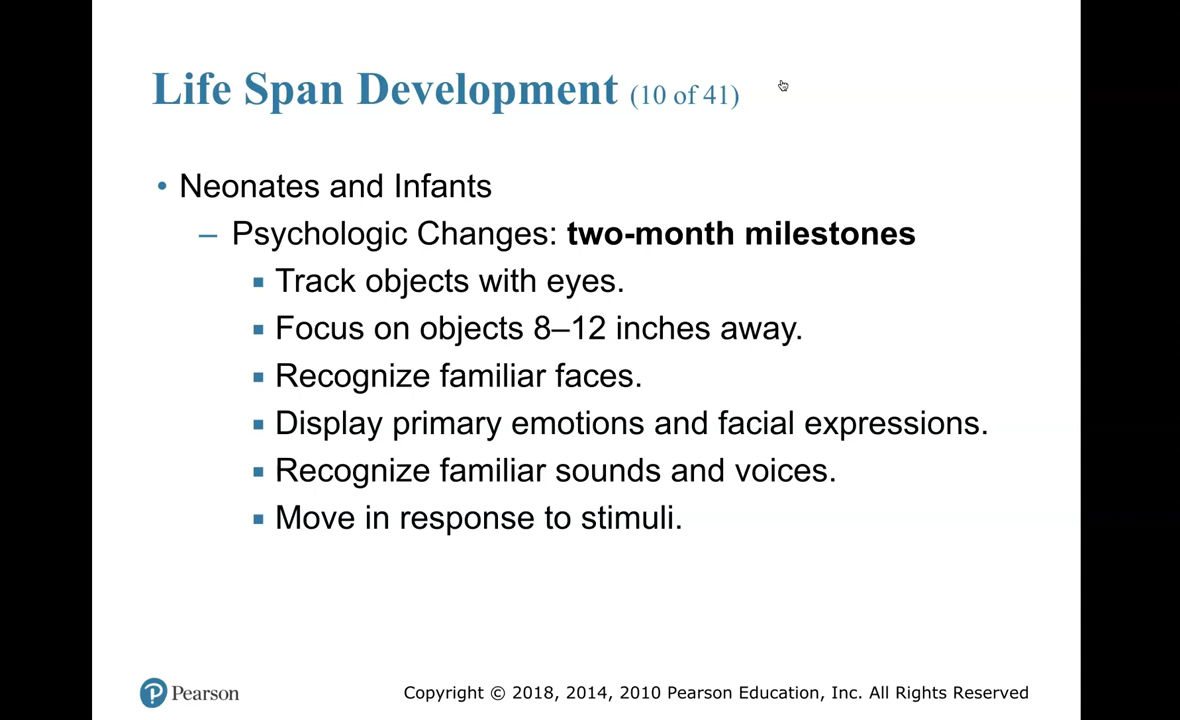 Life Span Development (10 of 41)
• Neonates and Infants
– Psychologic Changes: two-month milestones
▪ Track objects with eyes.
▪ Focus on objects 8–12 inches away.
▪ Recognize familiar faces.
▪ Display primary emotions and facial expressions.
▪ Recognize familiar sounds and voices.
▪ Move in response to stimuli.
Pearson
Copyright © 2018, 2014, 2010 Pearson Education, Inc. All Rights Reserved